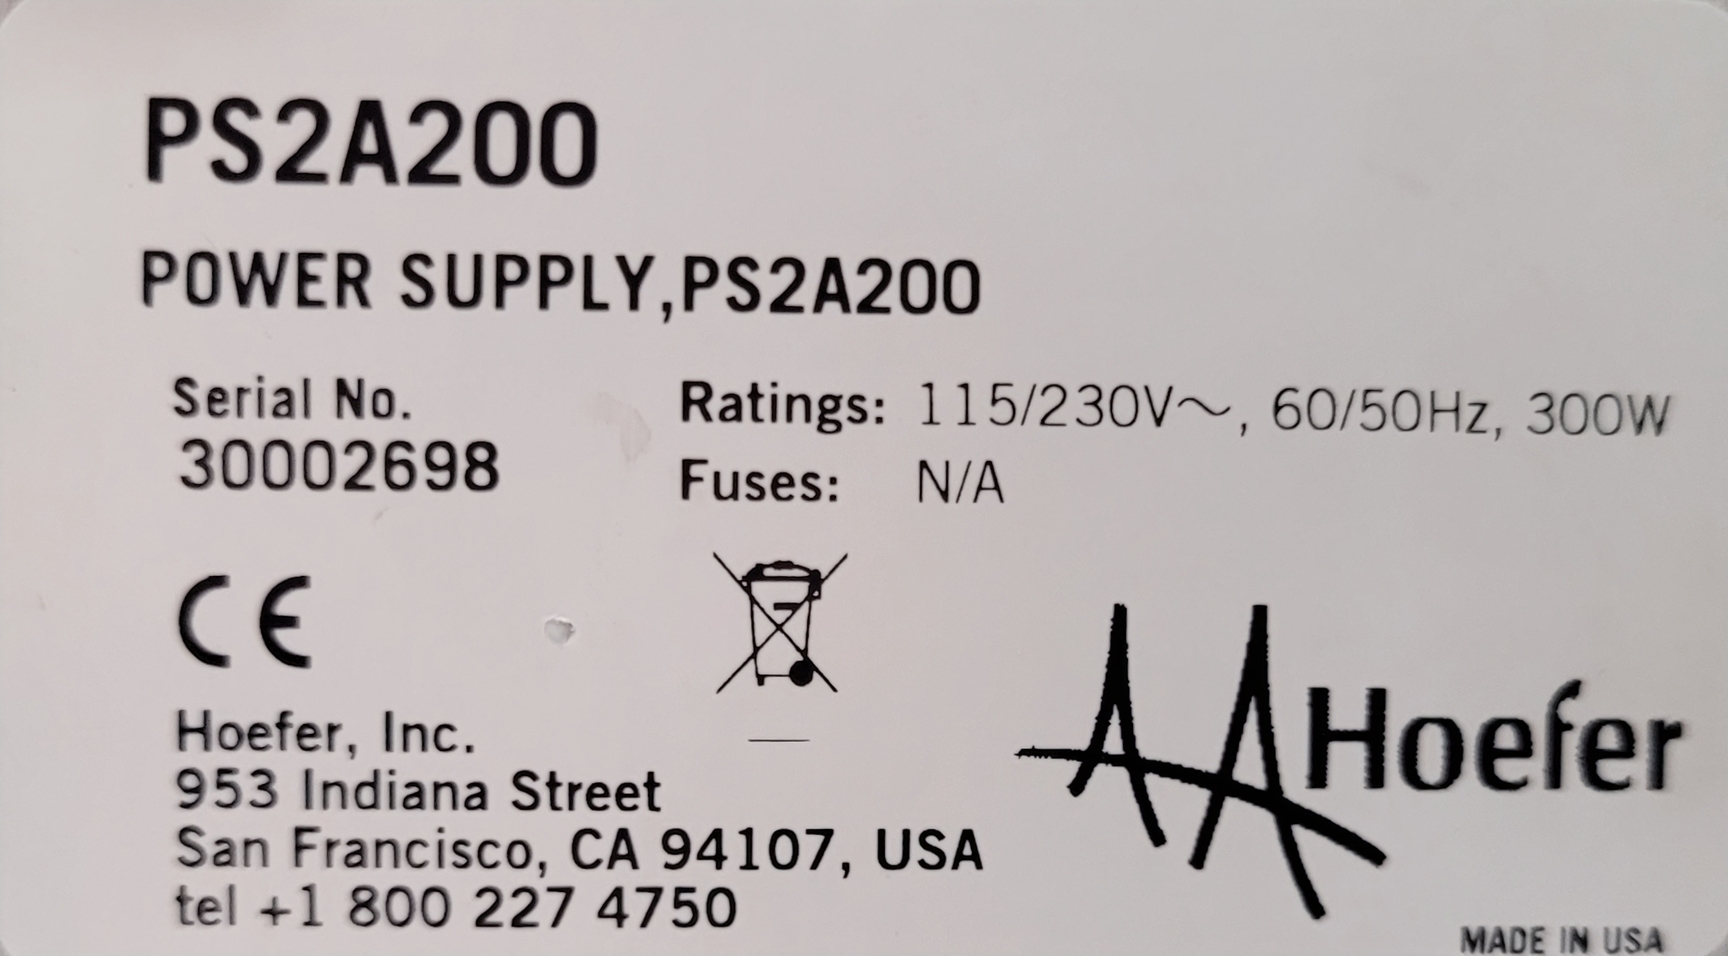 PS2A200
POWER SUPPLY,PS2A200
Serial No.
30002698
Ratings: 115/230V~, 60/50Hz, 300W
Fuses: N/A
CE
Hoefer, Inc.
953 Indiana Street
San Francisco, CA 94107, USA
tel +1 800 227 4750
Hoefer
MADE IN USA